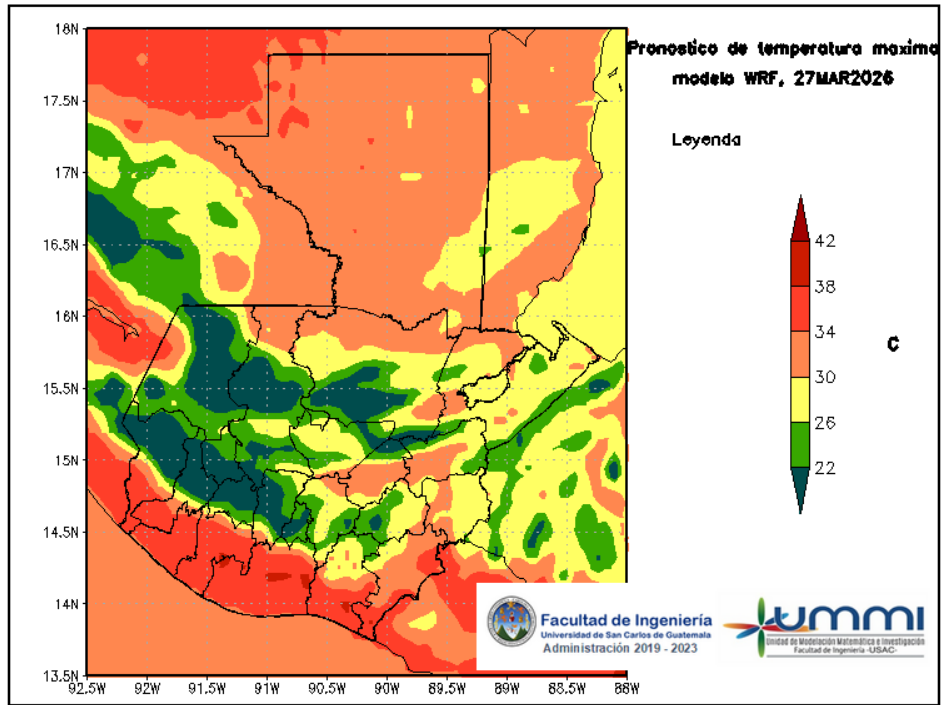 Pronostico de temperatura maxima
modelo WRF, 27MAR2026
Leyenda
42
38
34
30
26
22
C
18N
17.5N
17N
16.5N
16N
15.5N
15N
14.5N
14N
13.5N
92.5W
92W
91.5W
91W
90.5W
90W
89.5W
89W
88.5W
88W
Facultad de Ingeniería
Universidad de San Carlos de Guatemala
Administración 2019 - 2023
UMMI
Unidad de Modelación Matemática e Investigación
Facultad de Ingeniería -USAC-